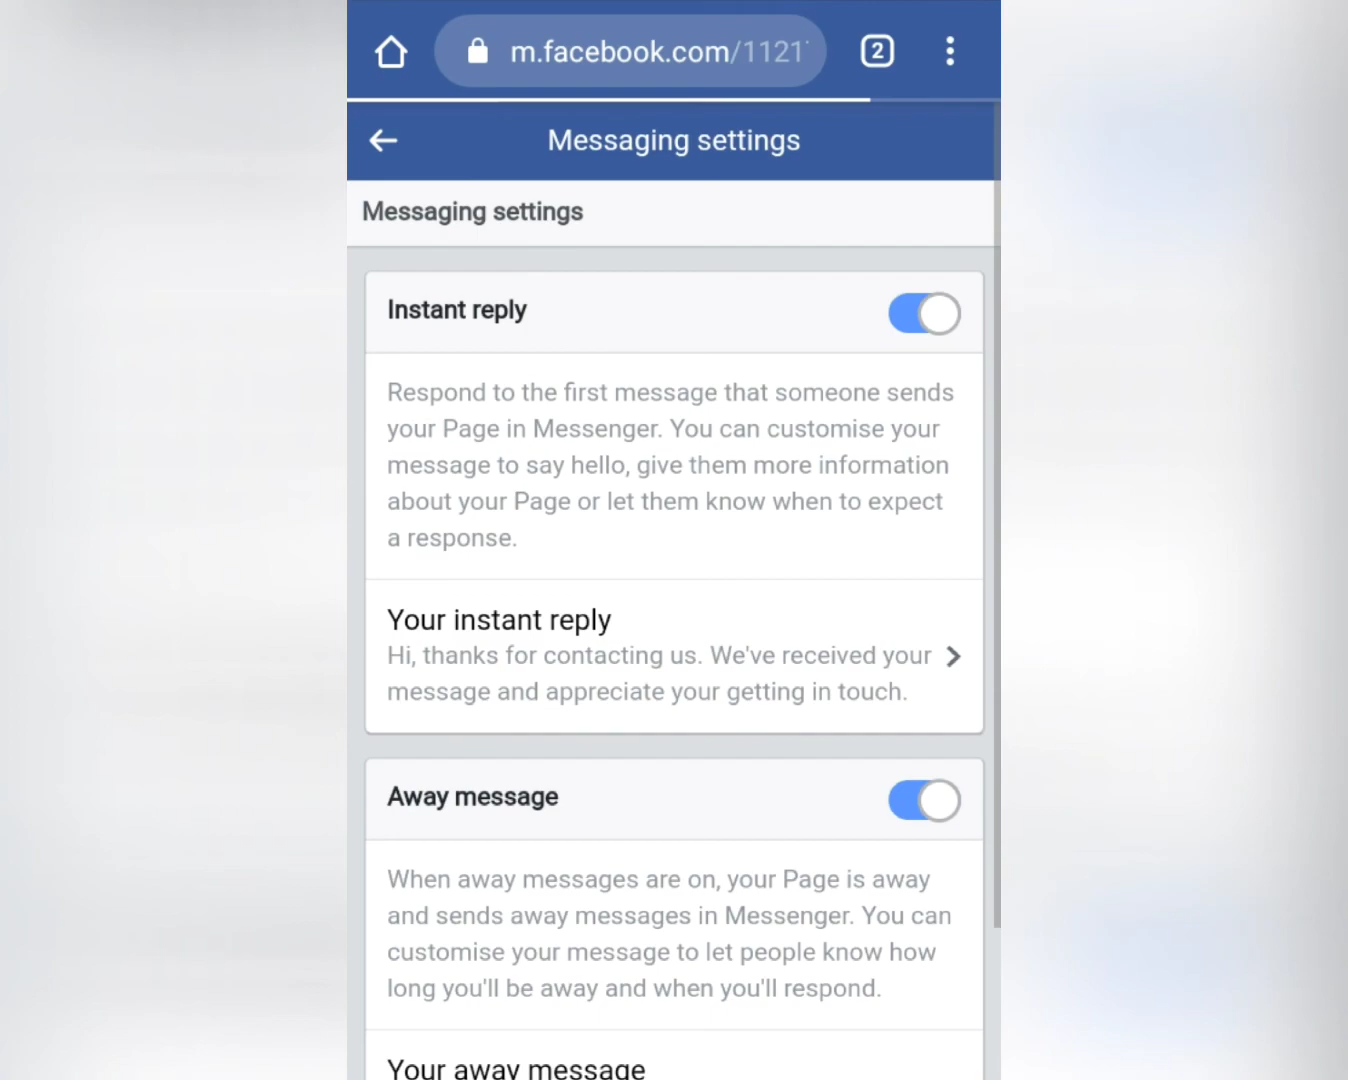 m.facebook.com/1121
2
Messaging settings
Messaging settings
Instant reply
Respond to the first message that someone sends
your Page in Messenger. You can customise your
message to say hello, give them more information
about your Page or let them know when to expect
a response.
Your instant reply
Hi, thanks for contacting us. We've received your
message and appreciate your getting in touch.
Away message
When away messages are on, your Page is away
and sends away messages in Messenger. You can
customise your message to let people know how
long you'll be away and when you'll respond.
Your away message